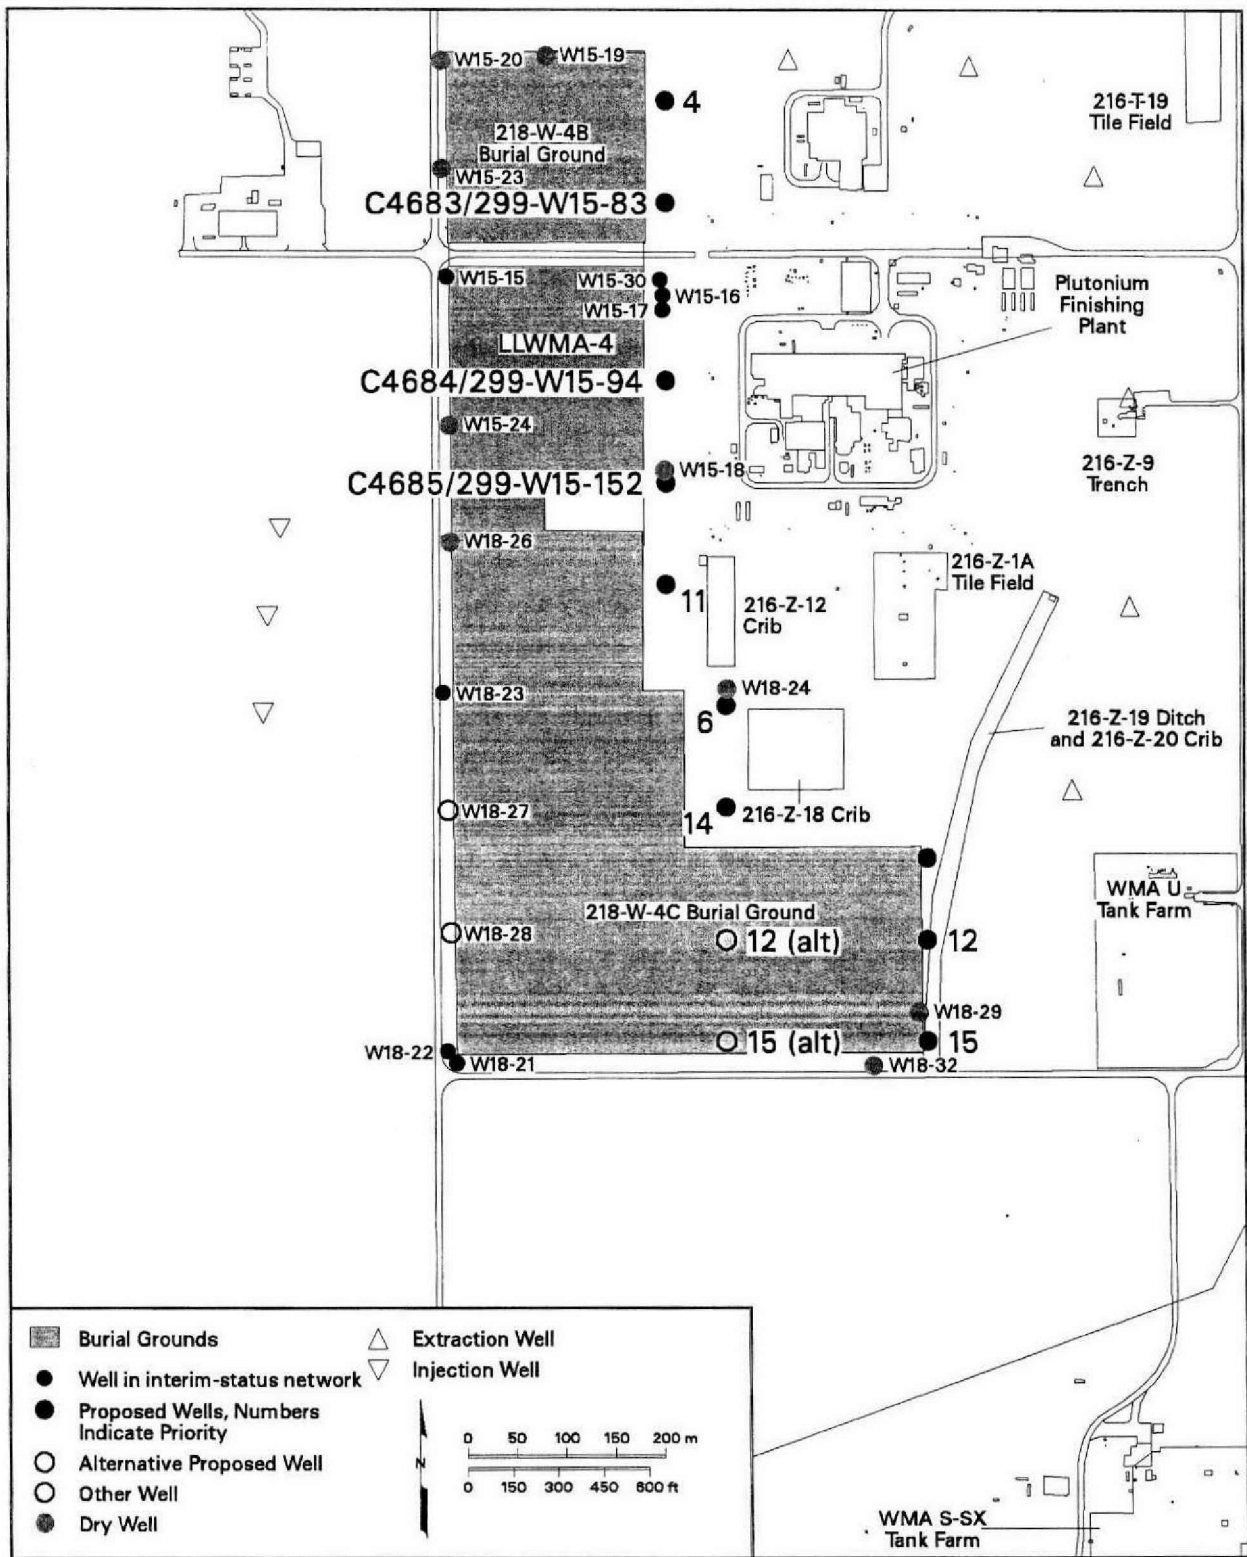 W15-20
W15-19
4
216-T-19
Tile Field
218-W-4B
Burial Ground
W15-23
C4683/299-W15-83
W15-15
W15-30
W15-16
W15-17
Plutonium
Finishing
Plant
LLWMA-4
C4684/299-W15-94
W15-24
W15-18
216-Z-9
Trench
C4685/299-W15-152
W18-26
216-Z-1A
Tile Field
11
216-Z-12
Crib
W18-23
W18-24
6
216-Z-19 Ditch
and 216-Z-20 Crib
W18-27
14
216-Z-18 Crib
WMA U
Tank Farm
218-W-4C Burial Ground
W18-28
12 (alt)
12
W18-29
15 (alt)
15
W18-22
W18-21
W18-32
Burial Grounds
Well in interim-status network
Proposed Wells, Numbers
Indicate Priority
Alternative Proposed Well
Other Well
Dry Well
Extraction Well
Injection Well
N
0 50 100 150 200 m
0 150 300 450 600 ft
WMA S-SX
Tank Farm